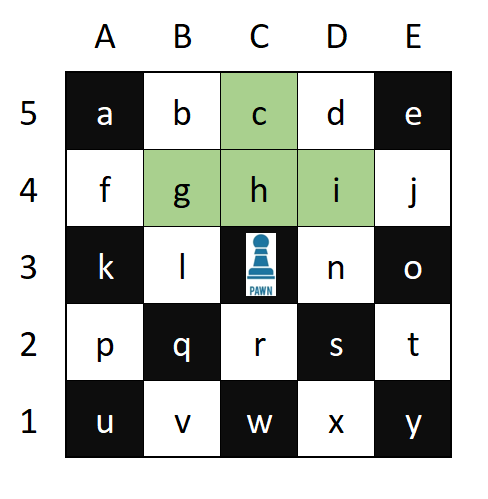 A B C D E
5 a b c d e
4 f g h i j
3 k l PAWN n o
2 p q r s t
1 u v w x y